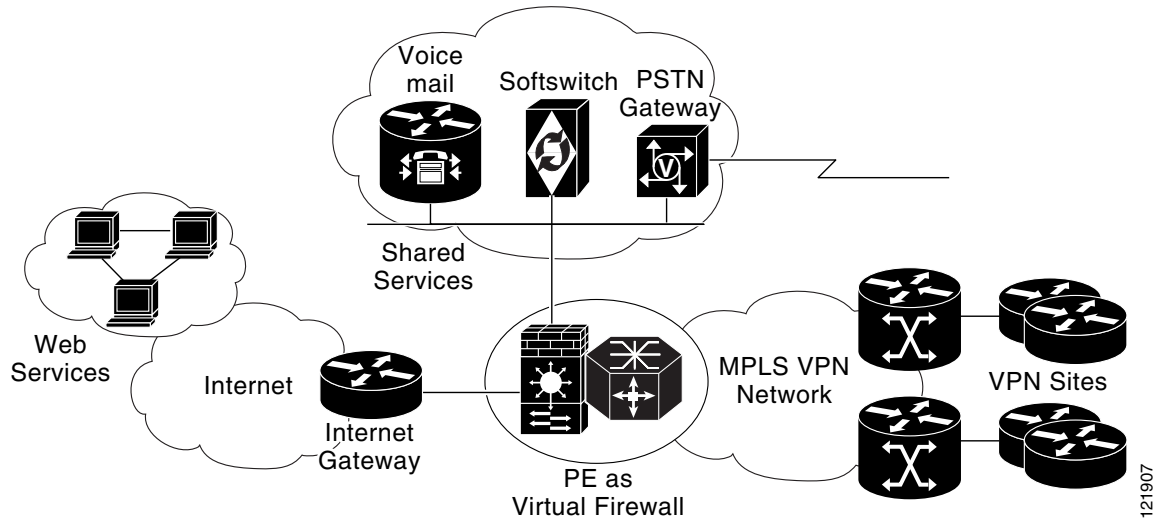 Voice
mail
Softswitch
PSTN
Gateway
V
Shared
Services
Web
Services
Internet
Internet
Gateway
PE as
Virtual Firewall
MPLS VPN
Network
VPN Sites
121907